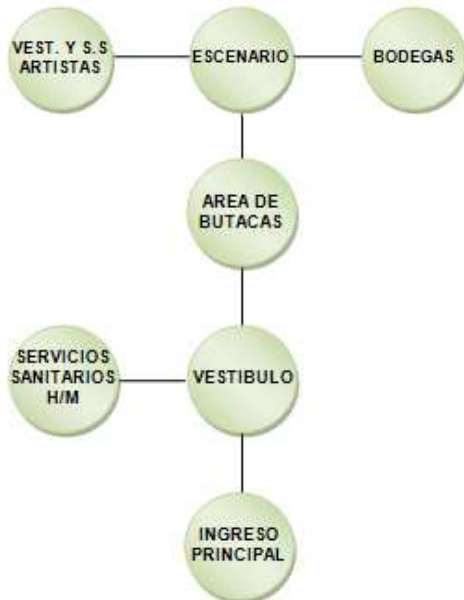 VEST. Y S.S
ARTISTAS
ESCENARIO
BODEGAS
AREA DE
BUTACAS
SERVICIOS
SANITARIOS
H/M
VESTIBULO
INGRESO
PRINCIPAL